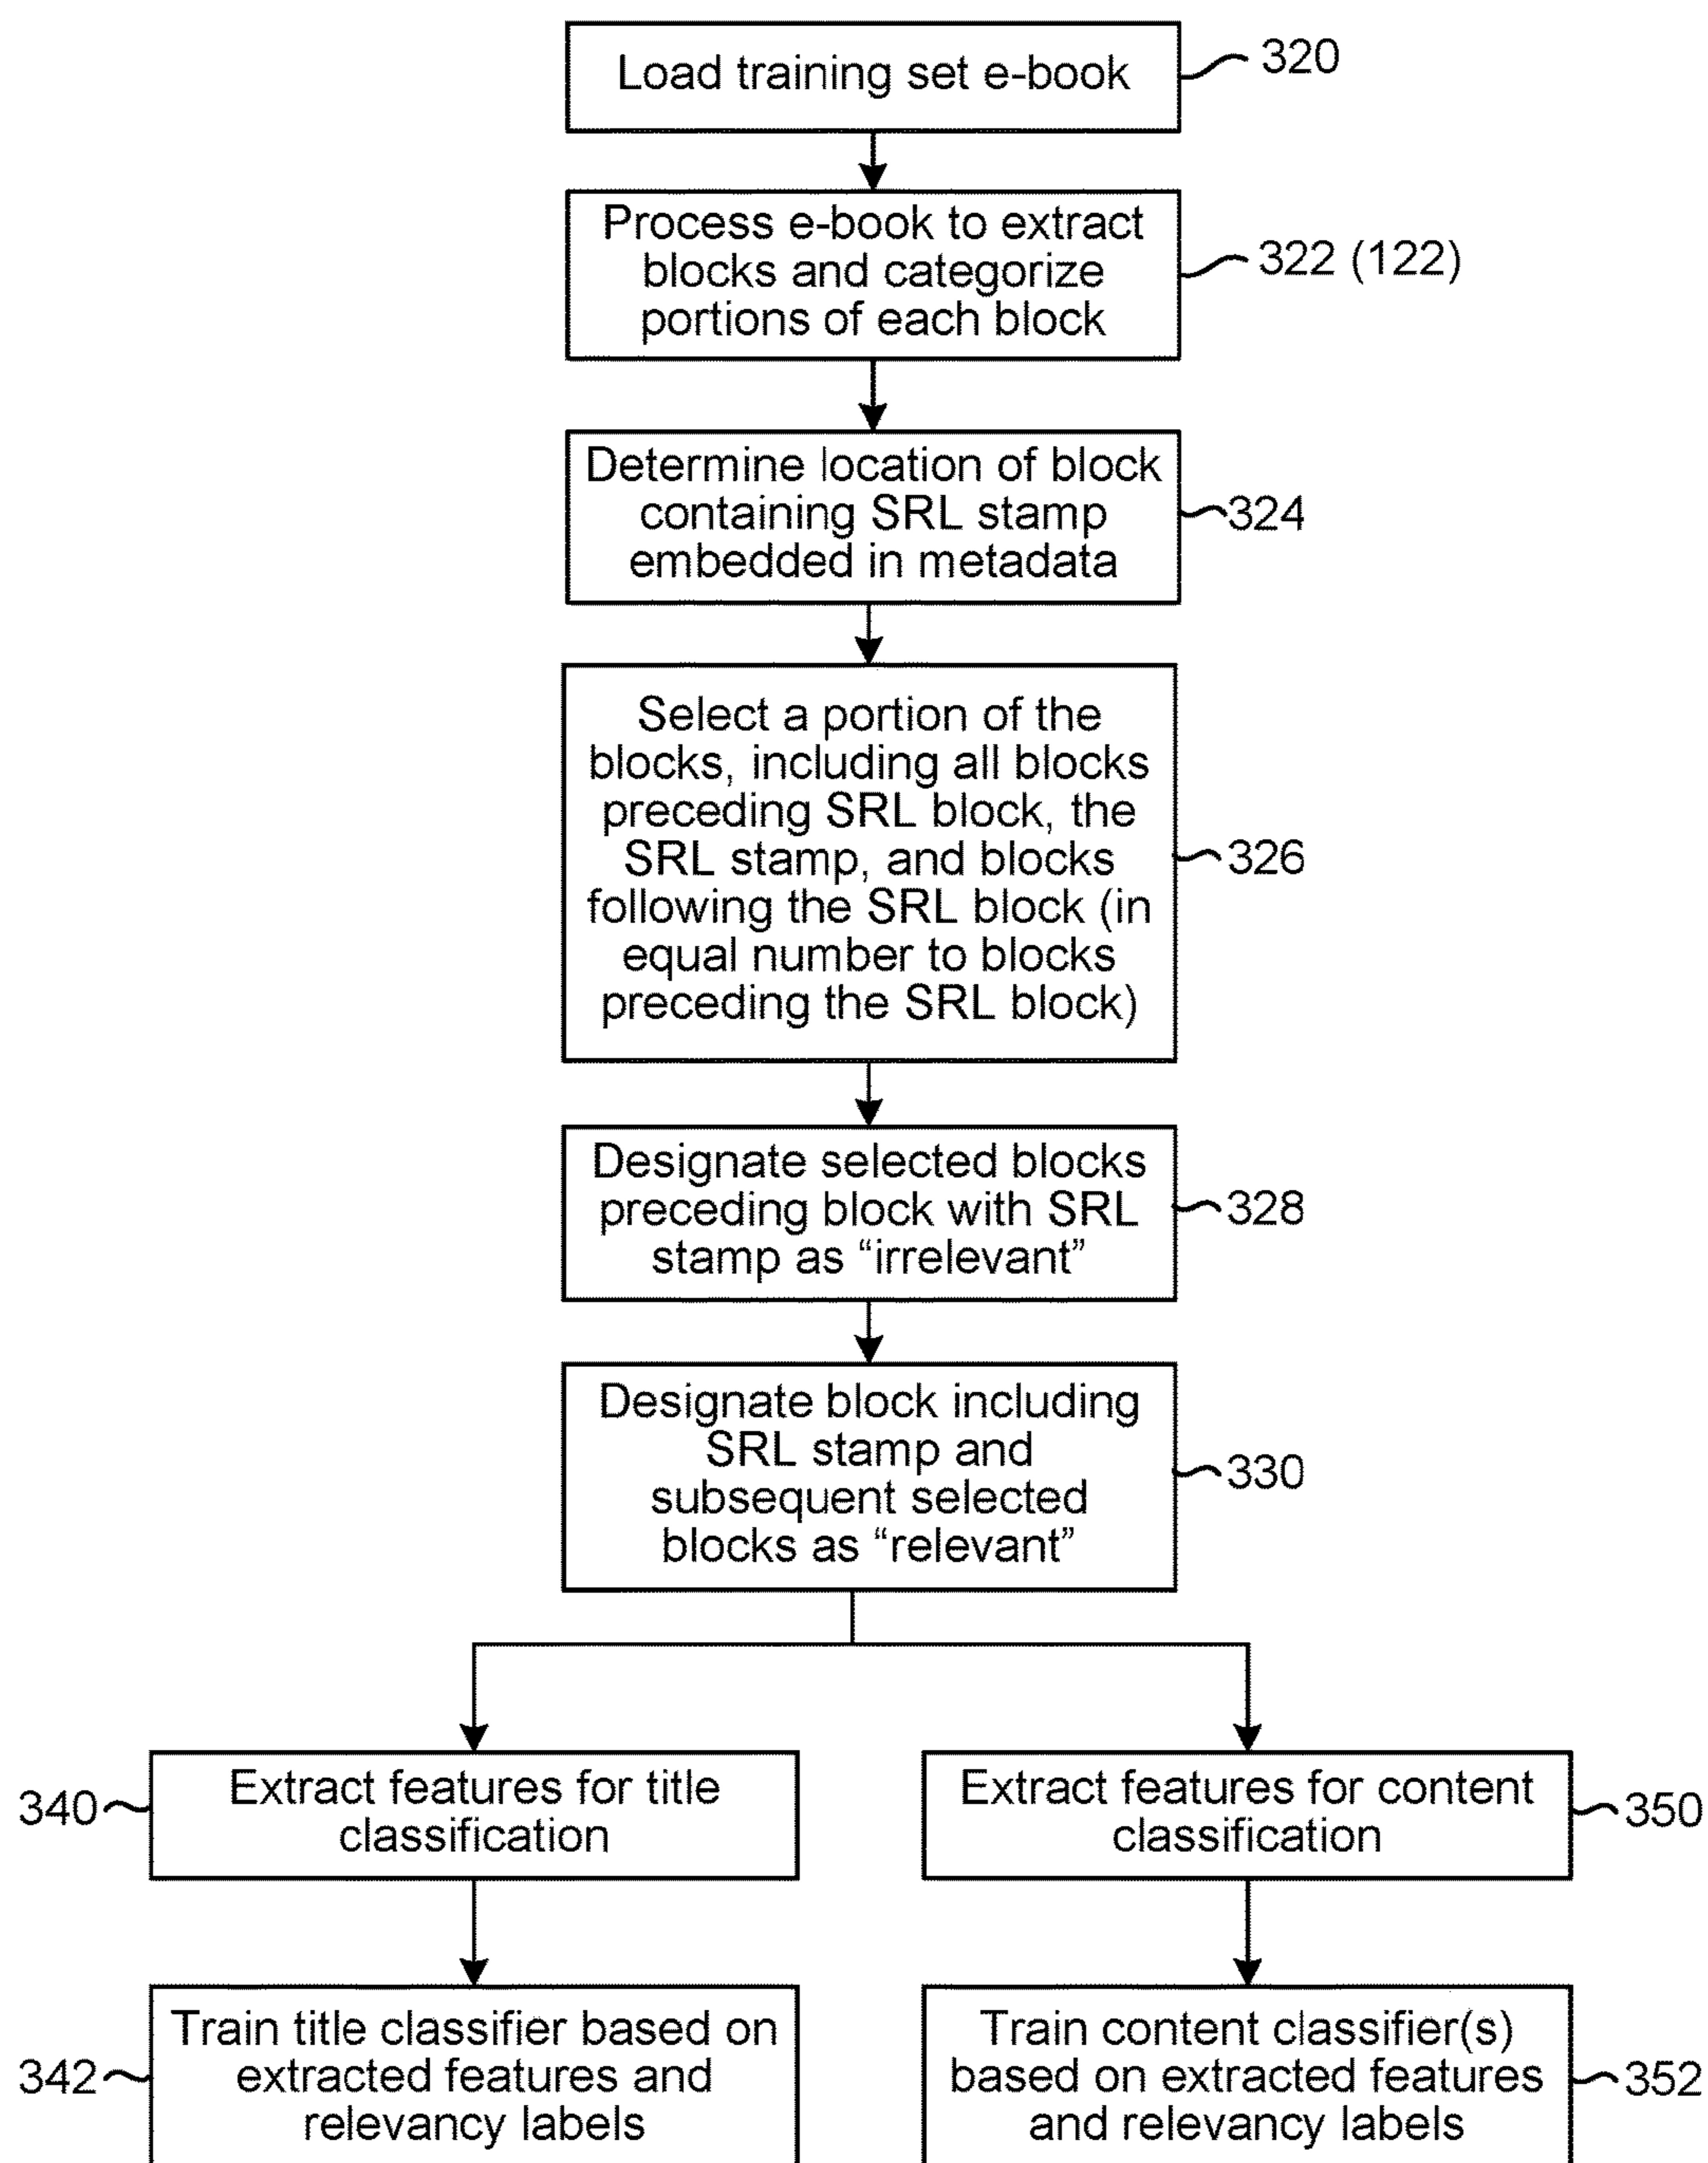 Load training set e-book
320
Process e-book to extract
blocks and categorize
portions of each block
322 (122)
Determine location of block
containing SRL stamp
embedded in metadata
324
Select a portion of the
blocks, including all blocks
preceding SRL block, the
SRL stamp, and blocks
following the SRL block (in
equal number to blocks
preceding the SRL block)
326
Designate selected blocks
preceding block with SRL
stamp as “irrelevant”
328
Designate block including
SRL stamp and
subsequent selected
blocks as “relevant”
330
340
Extract features for title
classification
Extract features for content
classification
350
342
Train title classifier based on
extracted features and
relevancy labels
Train content classifier(s)
based on extracted features
and relevancy labels
352